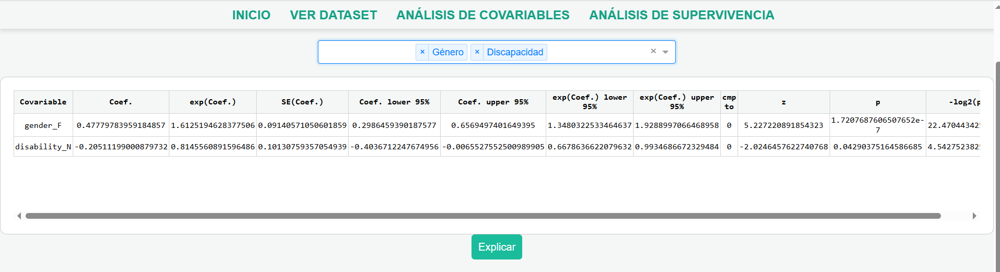 INICIO VER DATASET ANÁLISIS DE COVARIABLES ANÁLISIS DE SUPERVIVENCIA
× Género × Discapacidad ×
Covariable Coef. exp(Coef.) SE(Coef.) Coef. lower 95% Coef. upper 95% exp(Coef.) lower 95% exp(Coef.) upper 95% cmp to z p -log2(p
gender_F 0.47779783959184857 1.6125194628377506 0.09140571050601859 0.2986459390187577 0.6569497401649395 1.3480322533464637 1.9288997066468958 0 5.227220891854323 1.7207687606507652e-7 22.470443425
disability_N -0.20511199000879732 0.8145560891596486 0.10130759357054939 -0.4036712247674956 -0.0065527552500989905 0.6678636622079632 0.9934686672329484 0 -2.0246457622740768 0.04290375164586685 4.542752382
Explicar